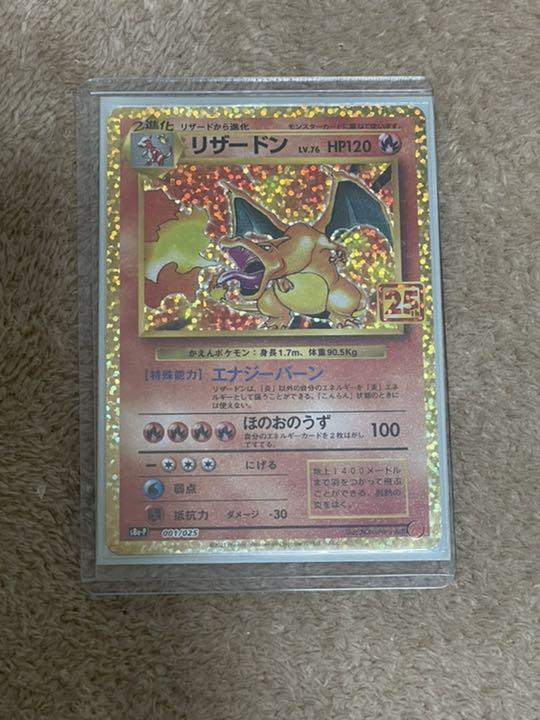 2進化 リザードから進化 モンスターカードに重ねて使います。
リザードン LV.76 HP120
25th
かえんポケモン：身長1.7m、体重90.5Kg
【特殊能力】エナジーバーン
リザードンは、「炎」以外の自分のエネルギーを「炎」エネ
ルギーとして扱うことができる。「こんらん」状態のとき
には使えない。
ほのおのうず 100
自分のエネルギーカードを2枚はがし
てすてる。
にげる
弱点
抵抗力 ダメージ -30
地上1400メートル
まで羽をつかって飛ぶ
ことができる。高熱の
炎をはく。
s8a-P 001/025